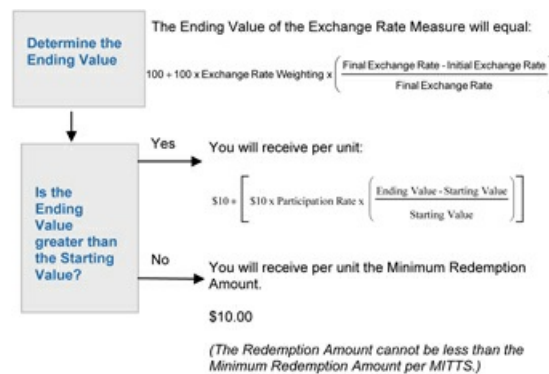 Determine the
Ending Value
The Ending Value of the Exchange Rate Measure will equal:
100 + 100 x Exchange Rate Weighting x (Final Exchange Rate - Initial Exchange Rate
Final Exchange Rate
Is the
Ending
Value
greater than
the Starting
Value?
Yes
You will receive per unit:
$10 + [ $10 x Participation Rate x ( Ending Value - Starting Value
Starting Value ) ]
No
You will receive per unit the Minimum Redemption
Amount.
$10.00
(The Redemption Amount cannot be less than the
Minimum Redemption Amount per MITTS.)